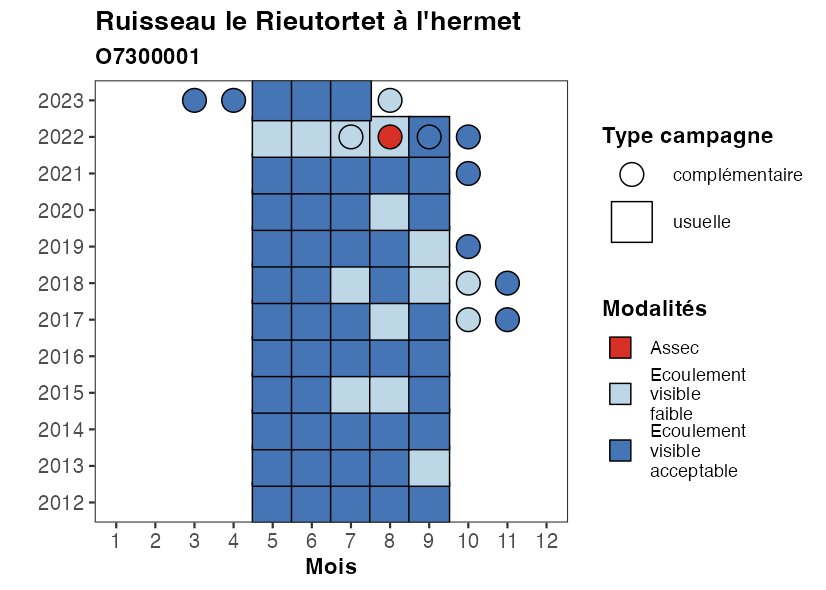 Ruisseau le Rieutortet à l'hermet
O7300001
2023
2022
2021
2020
2019
2018
2017
2016
2015
2014
2013
2012
1 2 3 4 5 6 7 8 9 10 11 12
Mois
Type campagne
complémentaire
usuelle
Modalités
Assec
Ecoulement
visible
faible
Ecoulement
visible
acceptable